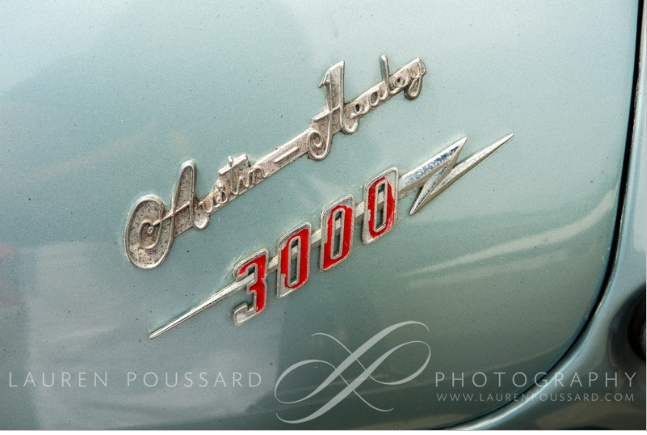 Austin-Healey
3000
LAUREN POUSSARD PHOTOGRAPHY
WWW.LAURENPOUSSARD.COM